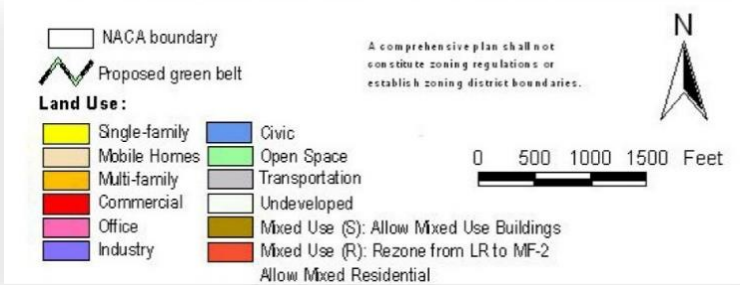 NACA boundary
Proposed green belt
A comprehensive plan shall not
constitute zoning regulations or
establish zoning district boundaries.
N
Land Use:
Single-family
Mobile Homes
Multi-family
Commercial
Office
Industry
Civic
Open Space
Transportation
Undeveloped
Mixed Use (S): Allow Mixed Use Buildings
Mixed Use (R): Rezone from LR to MF-2
Allow Mixed Residential
0 500 1000 1500 Feet